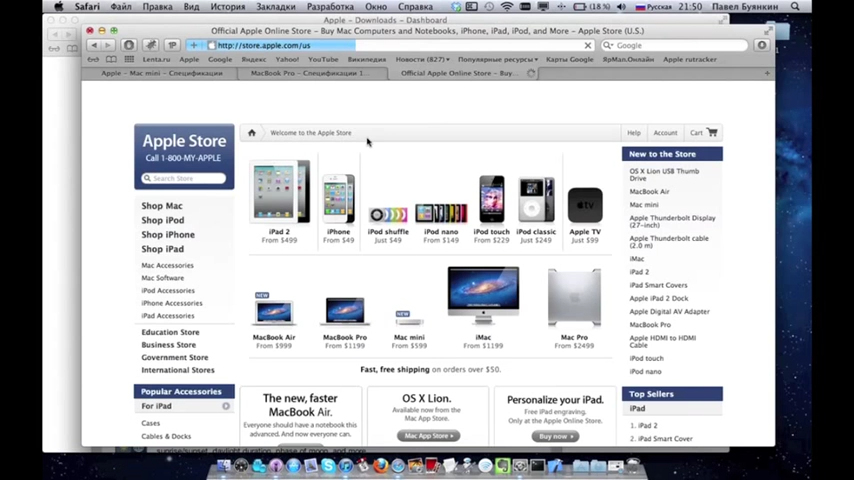 Safari Файл Правка Вид История Закладки Окно Справка (18 %) Русская 21:50 Павел Буянкин
Apple - Downloads - Dashboard
Official Apple Online Store - Buy Mac Computers and Notebooks, iPhone, iPad, iPod, and More - Apple Store (U.S.)
http://store.apple.com/us
Google
Lenta.ru Apple Google Яндекс Yahoo! YouTube Википедия Новости (827) Популярные ресурсы Карты Google ЯрМал.Онлайн Apple rutracker
Apple - Mac mini - Спецификации
MacBook Pro - Спецификации 1...
Official Apple Online Store - Buy...
Apple Store
Call 1-800-MY-APPLE
Search Store
Shop Mac
Shop iPod
Shop iPhone
Shop iPad
Mac Accessories
Mac Software
iPod Accessories
iPhone Accessories
iPad Accessories
Education Store
Business Store
Government Store
International Stores
Popular Accessories
For iPad
Cases
Cables & Docks
Welcome to the Apple Store
Help Account Cart
iPad 2
From $499
iPhone
From $49
iPod shuffle
Just $49
iPod nano
From $149
iPod touch
From $229
iPod classic
Just $249
Apple TV
Just $99
NEW
MacBook Air
From $999
MacBook Pro
From $1199
NEW
Mac mini
From $599
iMac
From $1199
Mac Pro
From $2499
Fast, free shipping on orders over $50.
The new, faster
MacBook Air.
Everyone should have a notebook this
advanced. And now everyone can.
OS X Lion.
Available now from the
Mac App Store.
Mac App Store
Personalize your iPad.
Free iPad engraving.
Only at the Apple Online Store.
Buy now
New to the Store
OS X Lion USB Thumb
Drive
MacBook Air
Mac mini
Apple Thunderbolt Display
(27-inch)
Apple Thunderbolt cable
(2.0 m)
iMac
iPad 2
iPad Smart Covers
Apple iPad 2 Dock
Apple Digital AV Adapter
MacBook Pro
Apple HDMI to HDMI
Cable
iPod touch
iPod nano
Top Sellers
iPad
1. iPad 2
2. iPad Smart Cover
sunrise/sunset, daylight duration, phase of moon, and more.